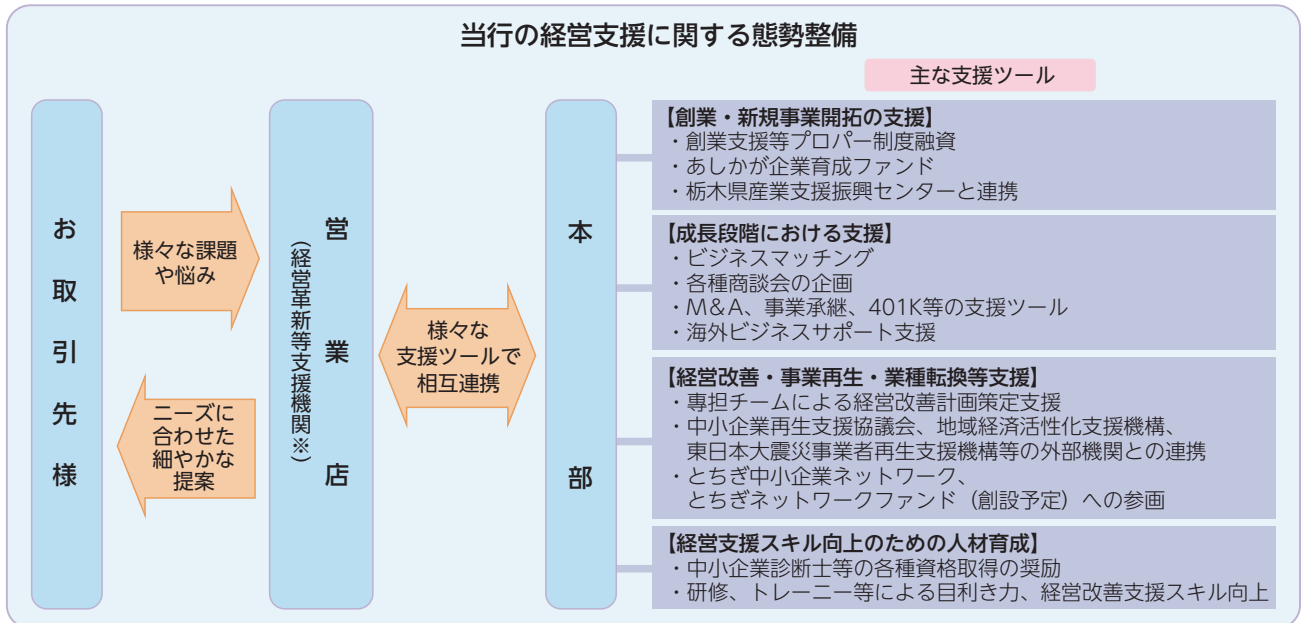 当行の経営支援に関する態勢整備
主な支援ツール
お取引先様
様々な課題
や悩み
ニーズに
合わせた
細やかな
提案
営業店
（経営革新等支援機関※）
様々な
支援ツールで
相互連携
本部
【創業・新規事業開拓の支援】
・創業支援等プロパー制度融資
・あしかが企業育成ファンド
・栃木県産業支援振興センターと連携
【成長段階における支援】
・ビジネスマッチング
・各種商談会の企画
・M＆A、事業承継、401K等の支援ツール
・海外ビジネスサポート支援
【経営改善・事業再生・業種転換等支援】
・専担チームによる経営改善計画策定支援
・中小企業再生支援協議会、地域経済活性化支援機構、
東日本大震災事業者再生支援機構等の外部機関との連携
・とちぎ中小企業ネットワーク、
とちぎネットワークファンド（創設予定）への参画
【経営支援スキル向上のための人材育成】
・中小企業診断士等の各種資格取得の奨励
・研修、トレーニー等による目利き力、経営改善支援スキル向上